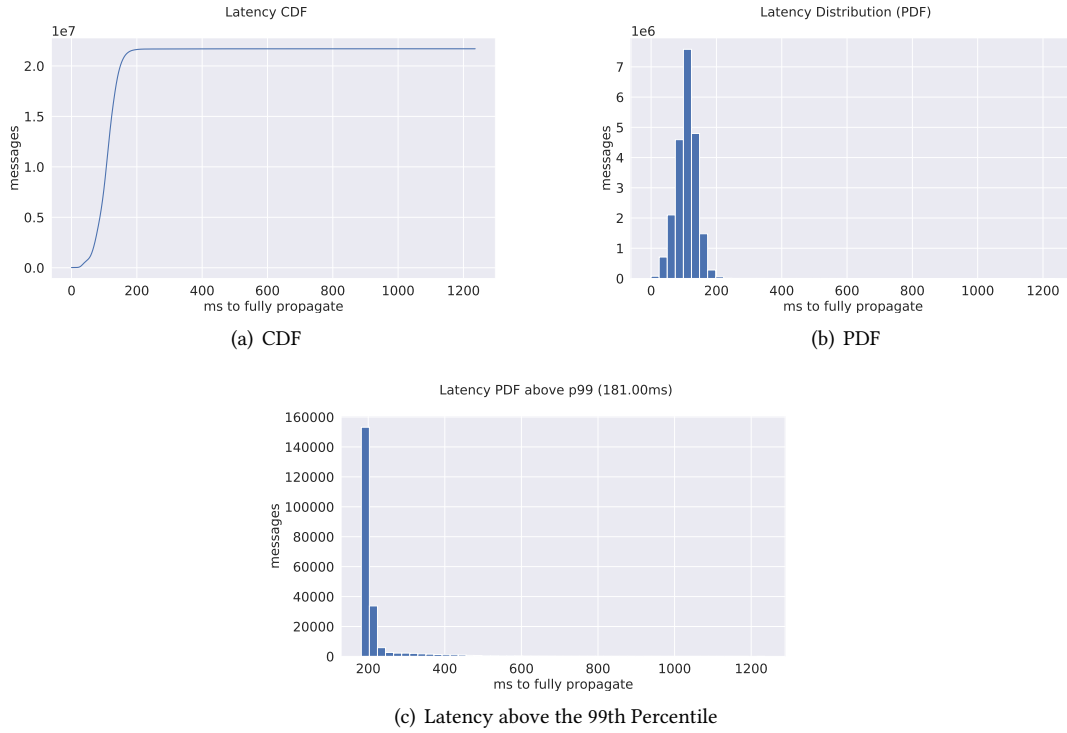 Latency CDF
1e7
2.0
1.5
1.0
0.5
0.0
messages
0 200 400 600 800 1000 1200
ms to fully propagate
(a) CDF
Latency Distribution (PDF)
1e6
7
6
5
4
3
2
1
0
messages
0 200 400 600 800 1000 1200
ms to fully propagate
(b) PDF
Latency PDF above p99 (181.00ms)
160000
140000
120000
100000
80000
60000
40000
20000
0
messages
200 400 600 800 1000 1200
ms to fully propagate
(c) Latency above the 99th Percentile